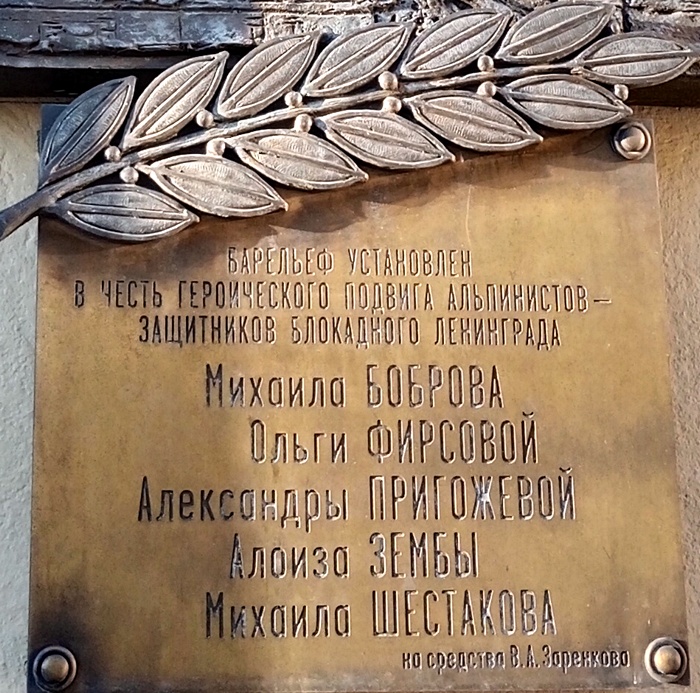 БАРЕЛЬЕФ УСТАНОВЛЕН
В ЧЕСТЬ ГЕРОИЧЕСКОГО ПОДВИГА АЛЬПИНИСТОВ –
ЗАЩИТНИКОВ БЛОКАДНОГО ЛЕНИНГРАДА
Михаила БОБРОВА
Ольги ФИРСОВОЙ
Александры ПРИГОЖЕВОЙ
Алоиза ЗЕМБЫ
Михаила ШЕСТАКОВА
на средства В.А. Заренкова